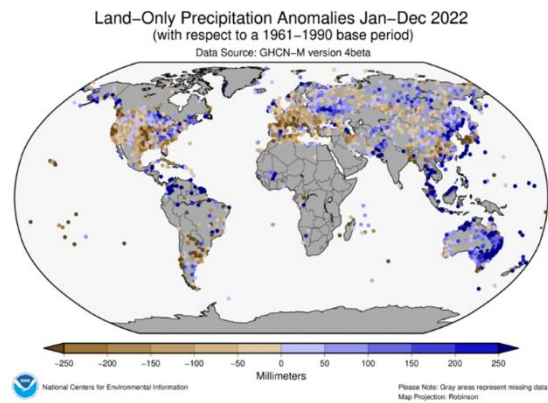 Land-Only Precipitation Anomalies Jan-Dec 2022
(with respect to a 1961-1990 base period)
Data Source: GHCN-M version 4beta
-250 -200 -150 -100 -50 0 50 100 150 200 250
Millimeters
National Centers for Environmental Information
Please Note: Gray areas represent missing data
Map Projection: Robinson